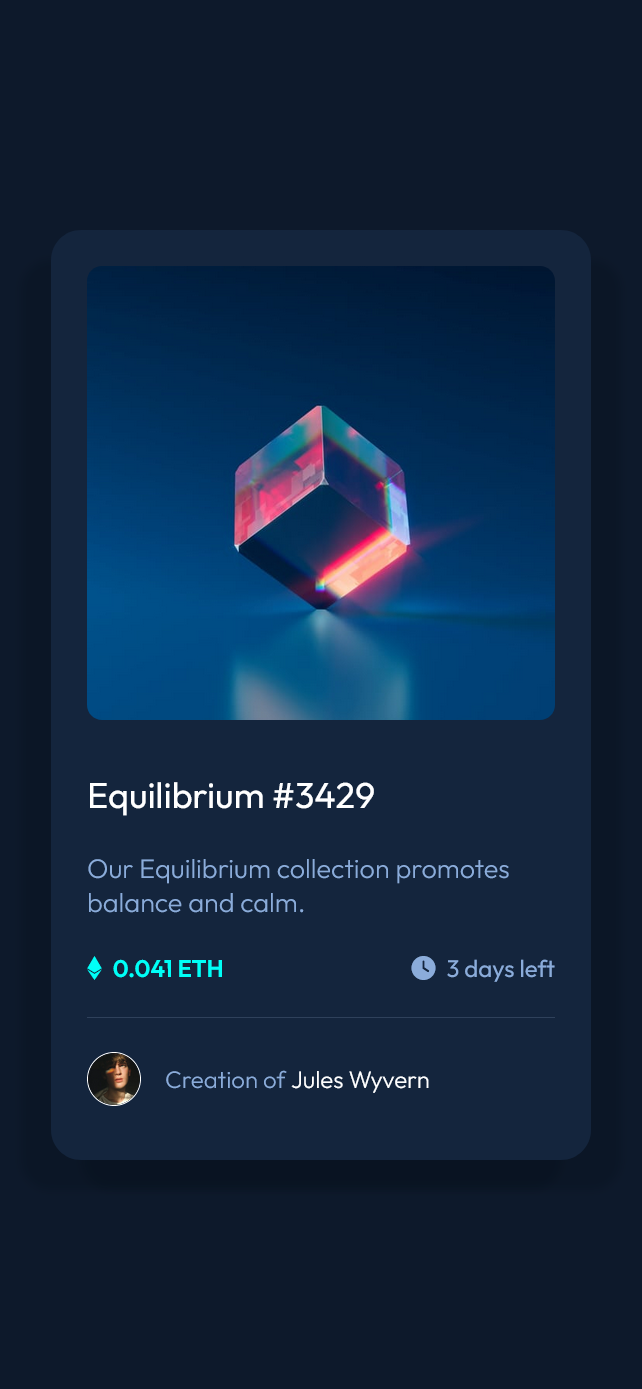 Equilibrium #3429
Our Equilibrium collection promotes
balance and calm.
0.041 ETH
3 days left
Creation of Jules Wyvern